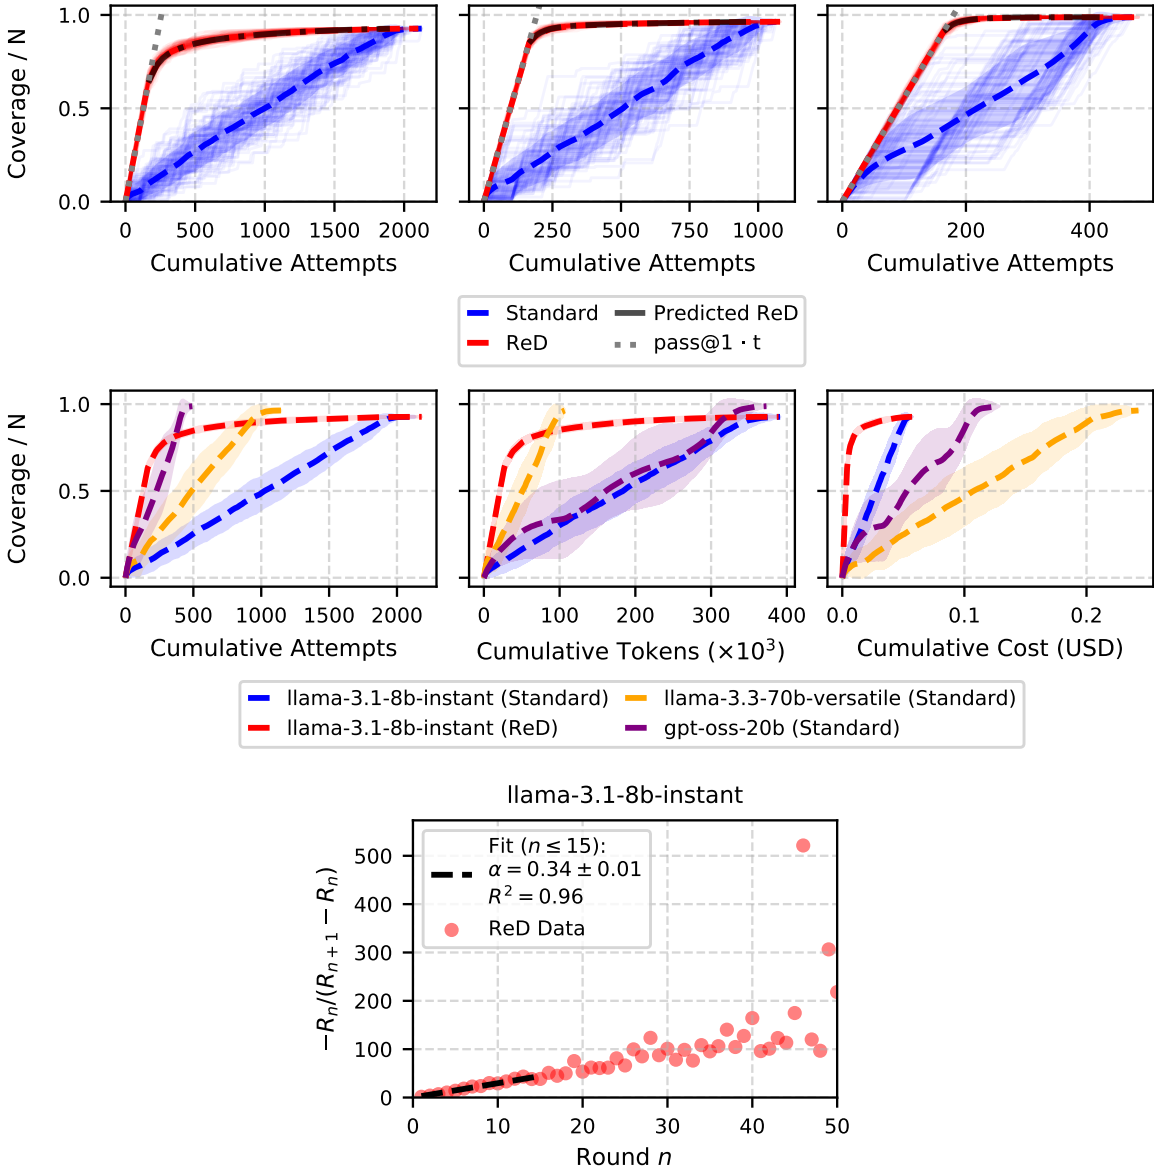 Coverage / N
1.0
0.5
0.0
0 500 1000 1500 2000
Cumulative Attempts
0 250 500 750 1000
Cumulative Attempts
0 200 400
Cumulative Attempts
Standard
ReD
Predicted ReD
pass@1 · t
Coverage / N
1.0
0.5
0.0
0 500 1000 1500 2000
Cumulative Attempts
0 100 200 300 400
Cumulative Tokens (×10³)
0.0 0.1 0.2
Cumulative Cost (USD)
llama-3.1-8b-instant (Standard)
llama-3.1-8b-instant (ReD)
llama-3.3-70b-versatile (Standard)
gpt-oss-20b (Standard)
llama-3.1-8b-instant
−Rₙ/(Rₙ₊₁ − Rₙ)
500
400
300
200
100
0
Fit (n ≤ 15):
α = 0.34 ± 0.01
R² = 0.96
ReD Data
0 10 20 30 40 50
Round n